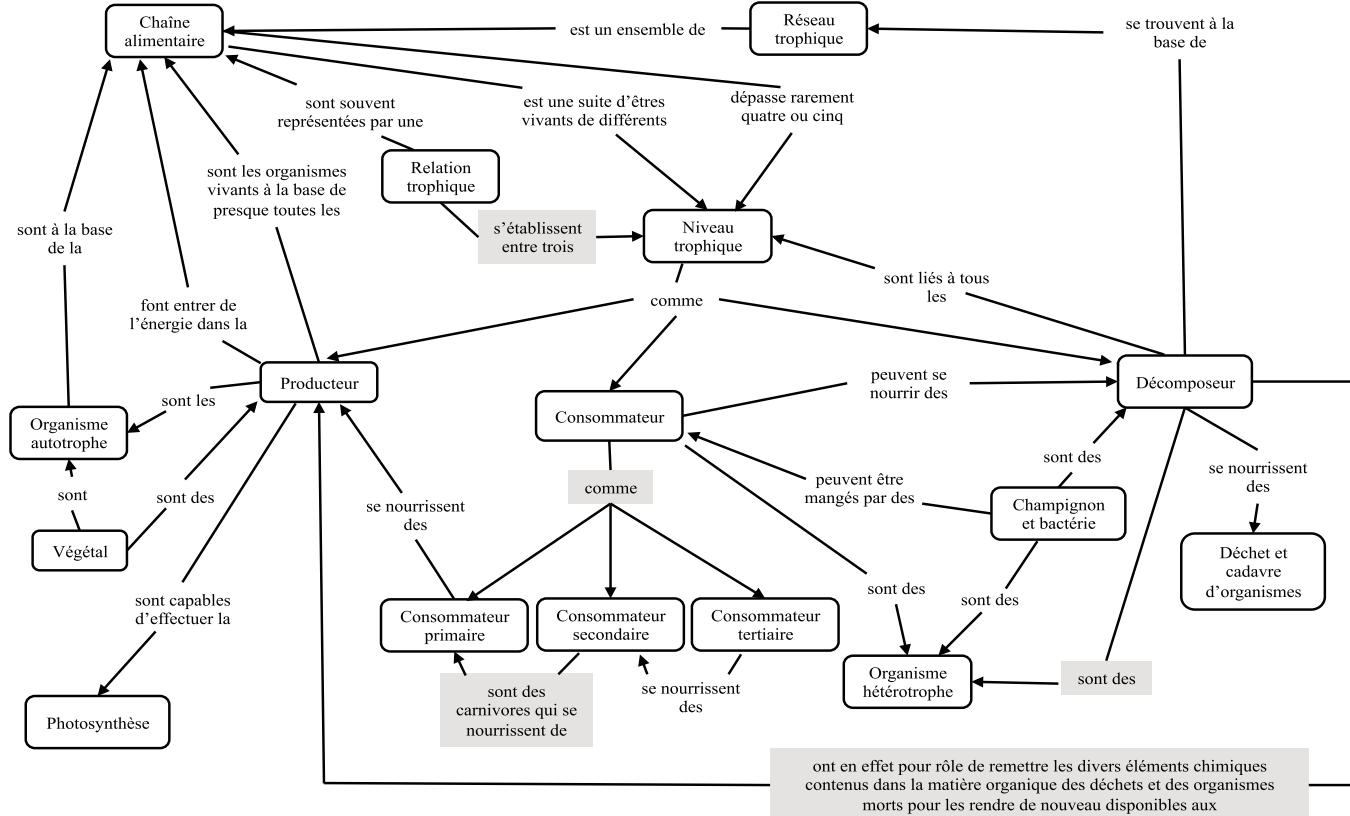 Chaîne
alimentaire
est un ensemble de
Réseau
trophique
se trouvent à la
base de
sont souvent
représentées par une
est une suite d’êtres
vivants de différents
dépasse rarement
quatre ou cinq
sont les organismes
vivants à la base de
presque toutes les
Relation
trophique
sont à la base
de la
s’établissent
entre trois
Niveau
trophique
sont liés à tous
les
font entrer de
l’énergie dans la
comme
Producteur
sont les
Organisme
autotrophe
Consommateur
peuvent se
nourrir des
Décomposeur
sont
sont des
Végétal
se nourrissent
des
comme
peuvent être
mangés par des
sont des
Champignon
et bactérie
se nourrissent
des
Déchet et
cadavre
d’organismes
sont capables
d’effectuer la
Consommateur
primaire
Consommateur
secondaire
Consommateur
tertiaire
sont des
sont des
Organisme
hétérotrophe
sont des
Photosynthèse
sont des
carnivores qui se
nourrissent de
se nourrissent
des
ont en effet pour rôle de remettre les divers éléments chimiques
contenus dans la matière organique des déchets et des organismes
morts pour les rendre de nouveau disponibles aux